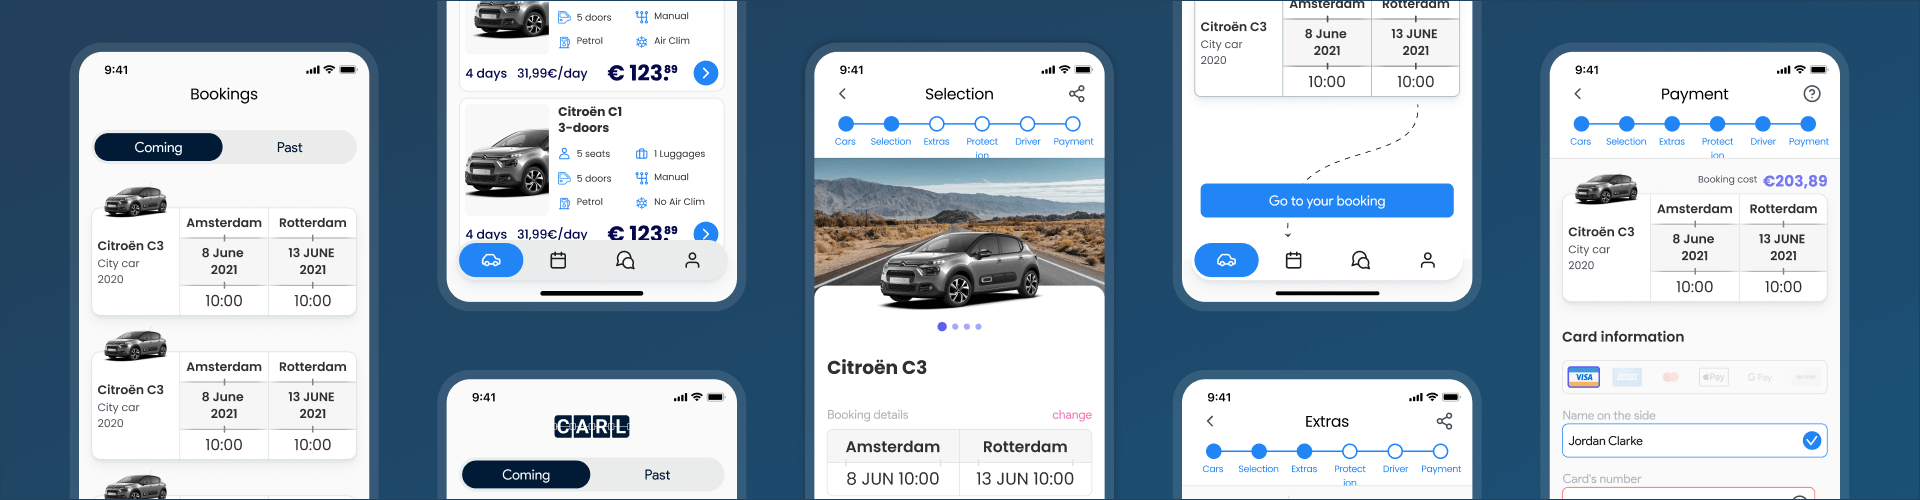 9:41
Bookings
Coming
Past
Amsterdam
Rotterdam
Citroën C3
City car
2020
8 June
2021
13 JUNE
2021
10:00
10:00
Amsterdam
Rotterdam
Citroën C3
City car
2020
8 June
2021
13 JUNE
2021
10:00
10:00
5 doors
Manual
Petrol
Air Clim
4 days
31,99€/day
€ 123.89
Citroën C1
3-doors
5 seats
1 Luggages
5 doors
Manual
Petrol
No Air Clim
4 days
31,99€/day
€ 123.89
9:41
CARL
Coming
Past
9:41
Selection
Cars
Selection
Extras
Protect
ion
Driver
Payment
Citroën C3
Booking details
change
Amsterdam
Rotterdam
8 JUN 10:00
13 JUN 10:00
Amsterdam
Rotterdam
Citroën C3
City car
2020
8 June
2021
13 JUNE
2021
10:00
10:00
Go to your booking
9:41
Extras
Cars
Selection
Extras
Protect
ion
Driver
Payment
9:41
Payment
Cars
Selection
Extras
Protect
ion
Driver
Payment
Booking cost
€203,89
Amsterdam
Rotterdam
Citroën C3
City car
2020
8 June
2021
13 JUNE
2021
10:00
10:00
Card information
VISA
Pay
G Pay
Name on the side
Jordan Clarke
Card's number